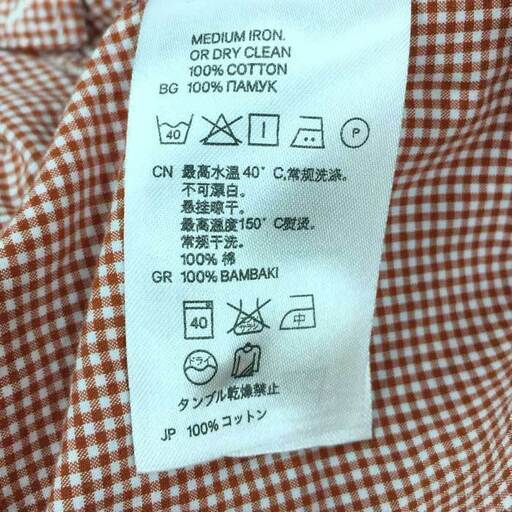 MEDIUM IRON.
OR DRY CLEAN
100% COTTON
BG 100% ПАМУК
40 P
CN 最高水温 40° C,常规洗涤。
不可漂白。
悬挂晾干。
最高温度150° C熨烫。
常规干洗。
100% 棉
GR 100% BAMBAKI
40 中
ドライ
タンブル乾燥禁止
JP 100% コットン